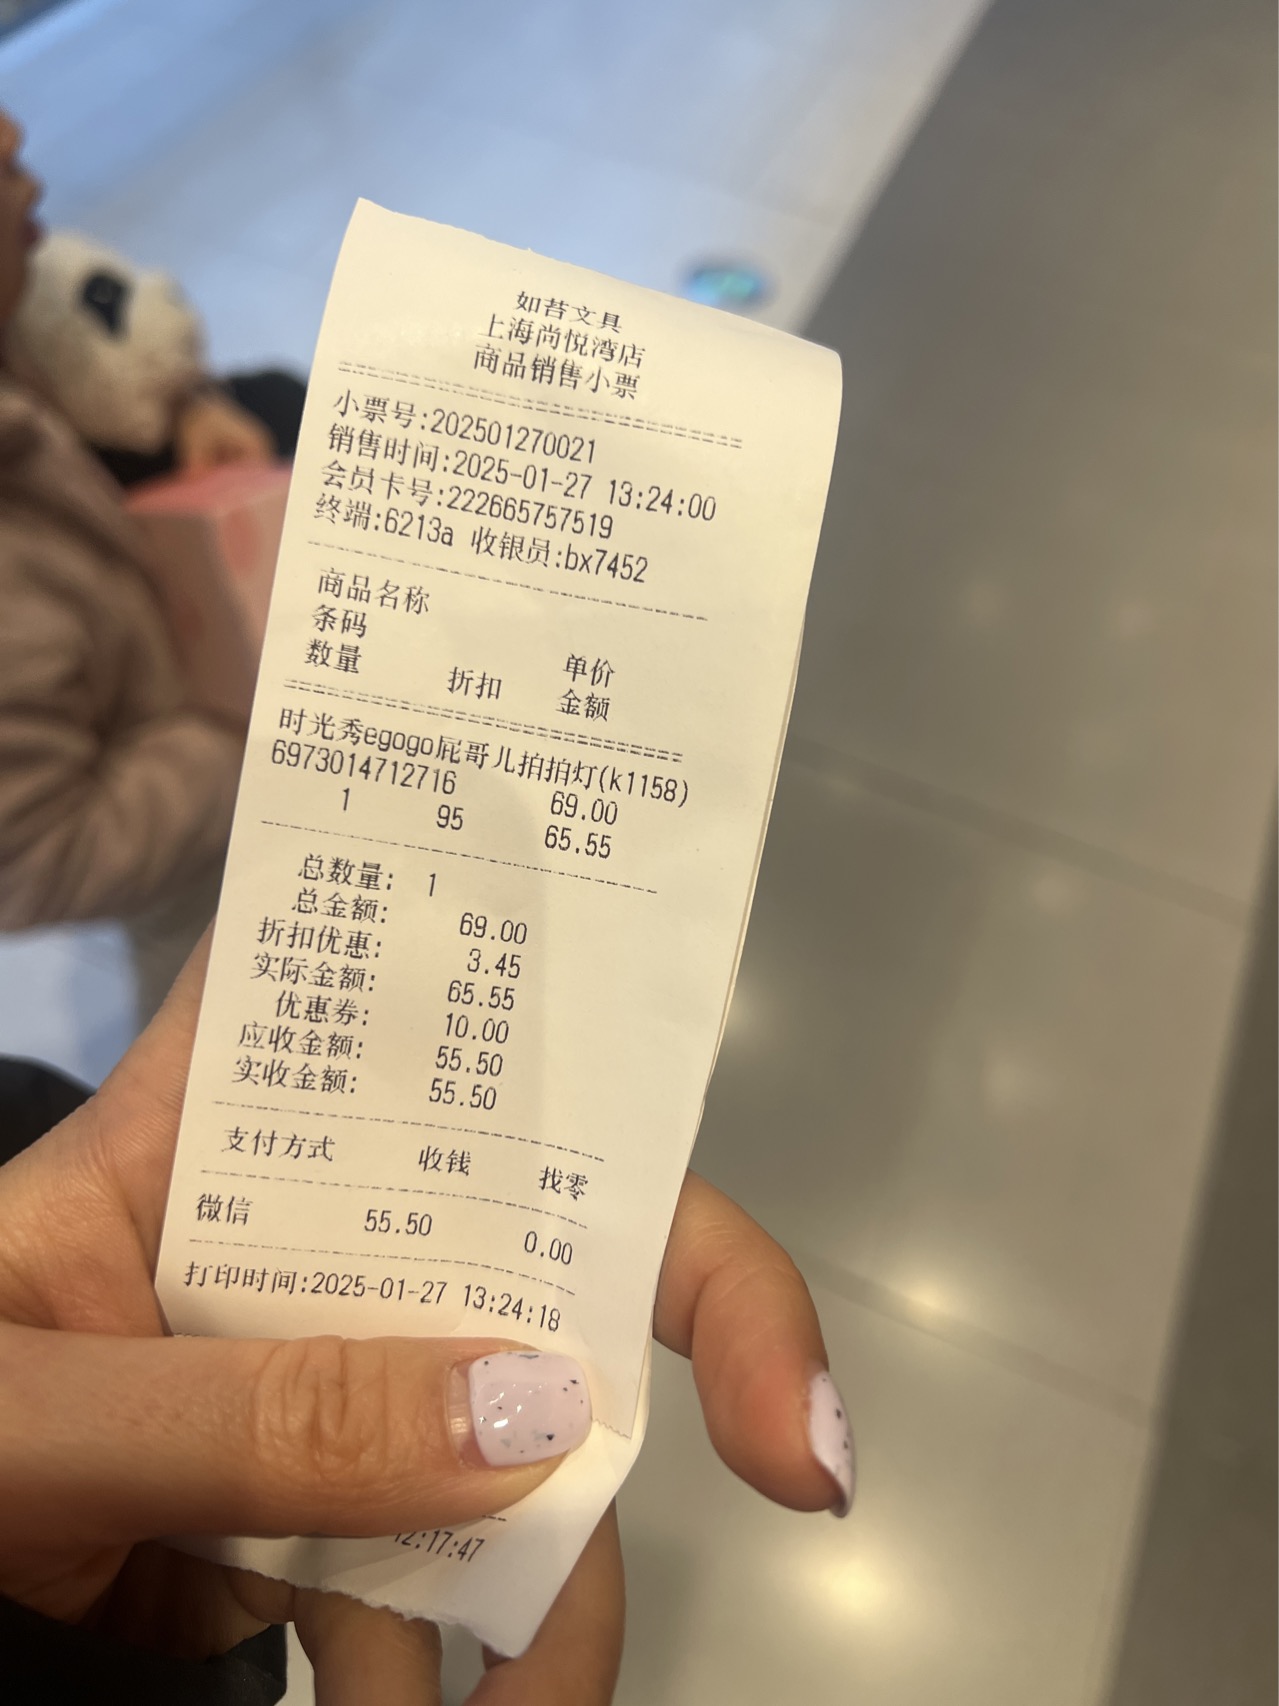 如苔文具
上海尚悦湾店
商品销售小票
小票号:202501270021
销售时间:2025-01-27 13:24:00
会员卡号:222665757519
终端:6213a 收银员:bx7452
商品名称
条码 单价
数量 折扣 金额
时光秀egogo屁哥儿拍拍灯(k1158)
6973014712716 69.00
1 95 65.55
总数量: 1
总金额: 69.00
折扣优惠: 3.45
实际金额: 65.55
优惠券: 10.00
应收金额: 55.50
实收金额: 55.50
支付方式 收钱 找零
微信 55.50 0.00
打印时间:2025-01-27 13:24:18
12:17:47